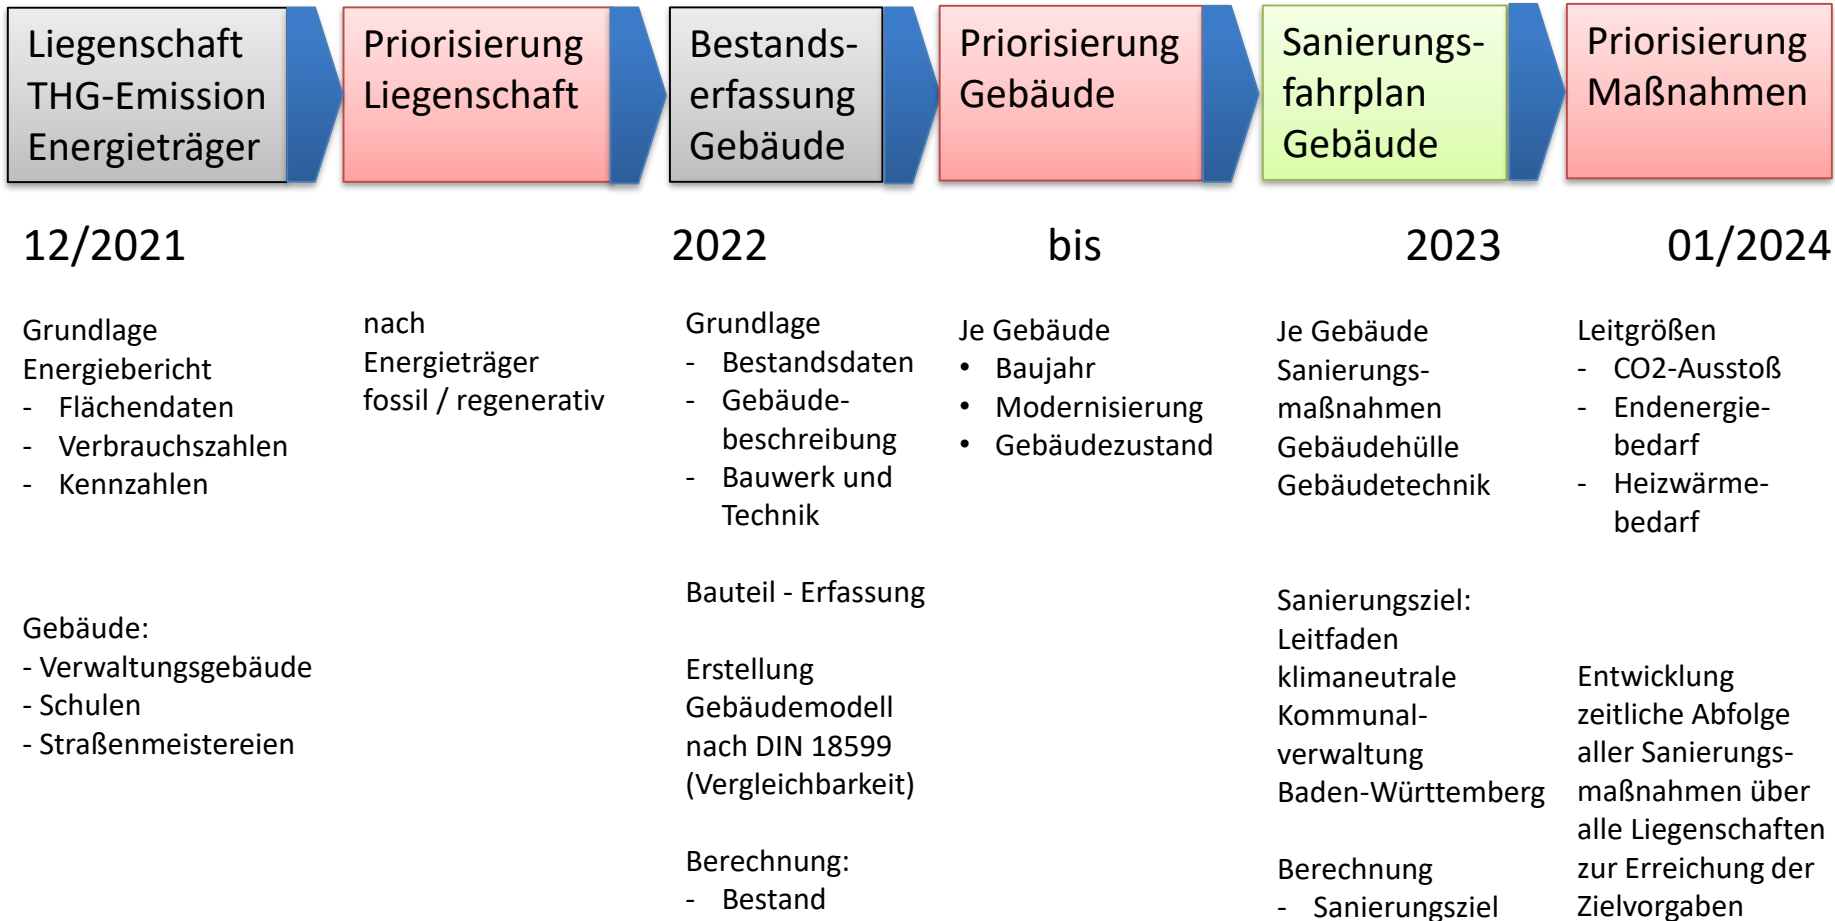 Liegenschaft
THG-Emission
Energieträger
Priorisierung
Liegenschaft
Bestands-
erfassung
Gebäude
Priorisierung
Gebäude
Sanierungs-
fahrplan
Gebäude
Priorisierung
Maßnahmen
12/2021
2022
bis
2023
01/2024
Grundlage
Energiebericht
- Flächendaten
- Verbrauchszahlen
- Kennzahlen
Gebäude:
- Verwaltungsgebäude
- Schulen
- Straßenmeistereien
nach
Energieträger
fossil / regenerativ
Grundlage
- Bestandsdaten
- Gebäude-
beschreibung
- Bauwerk und
Technik
Bauteil - Erfassung
Erstellung
Gebäudemodell
nach DIN 18599
(Vergleichbarkeit)
Berechnung:
- Bestand
Je Gebäude
• Baujahr
• Modernisierung
• Gebäudezustand
Je Gebäude
Sanierungs-
maßnahmen
Gebäudehülle
Gebäudetechnik
Sanierungsziel:
Leitfaden
klimaneutrale
Kommunal-
verwaltung
Baden-Württemberg
Berechnung
- Sanierungsziel
Leitgrößen
- CO2-Ausstoß
- Endenergie-
bedarf
- Heizwärme-
bedarf
Entwicklung
zeitliche Abfolge
aller Sanierungs-
maßnahmen über
alle Liegenschaften
zur Erreichung der
Zielvorgaben